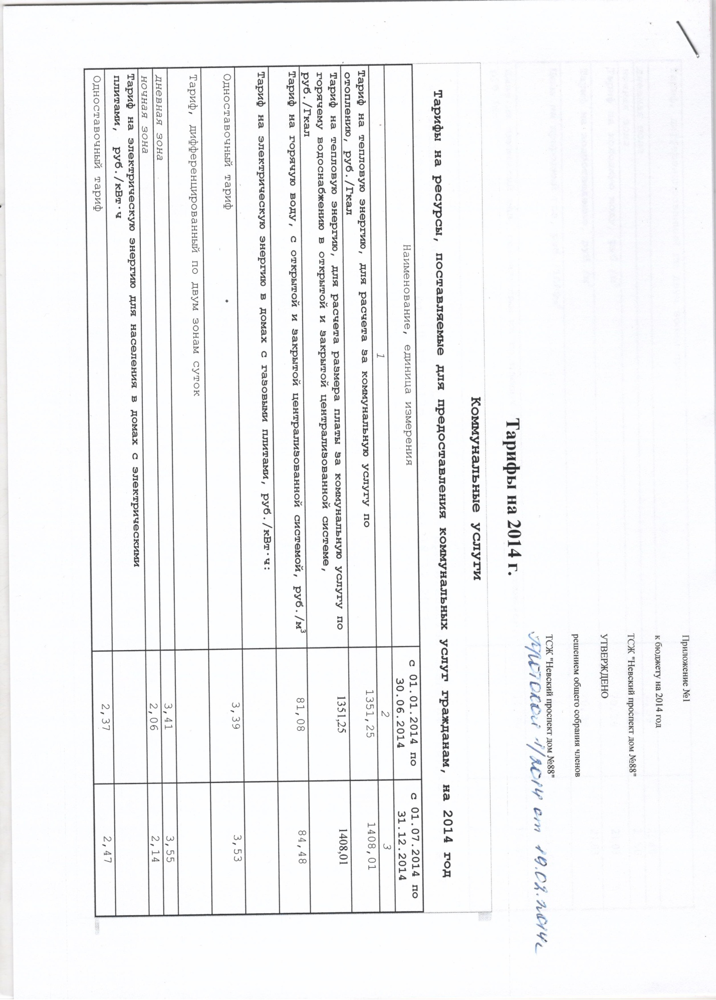 Приложение №1
к бюджету на 2014 год
ТСЖ "Невский проспект дом №88"
УТВЕРЖДЕНО
решением общего собрания членов
ТСЖ "Невский проспект дом №88"
протокол 1/2014 от 19.02.2014г
Тарифы на 2014 г.
Коммунальные услуги
Тарифы на ресурсы, поставляемые для предоставления коммунальных услуг гражданам, на 2014 год
Наименование, единица измерения
с 01.01.2014 по
30.06.2014
с 01.07.2014 по
31.12.2014
1 2 3
Тариф на тепловую энергию, для расчета за коммунальную услугу по
отоплению, руб./Гкал
1351,25 1408,01
Тариф на тепловую энергию, для расчета размера платы за коммунальную услугу по
горячему водоснабжению в открытой и закрытой централизованной системе,
руб./Гкал
1351,25 1408,01
Тариф на горячую воду, с открытой и закрытой централизованной системой, руб./м³ 81,08 84,48
Тариф на электрическую энергию в домах с газовыми плитами, руб./кВт·ч:
Одноставочный тариф 3,39 3,53
Тариф, дифференцированный по двум зонам суток
дневная зона 3,41 3,55
ночная зона 2,06 2,14
Тариф на электрическую энергию для населения в домах с электрическими
плитами, руб./кВт·ч
Одноставочный тариф 2,37 2,47